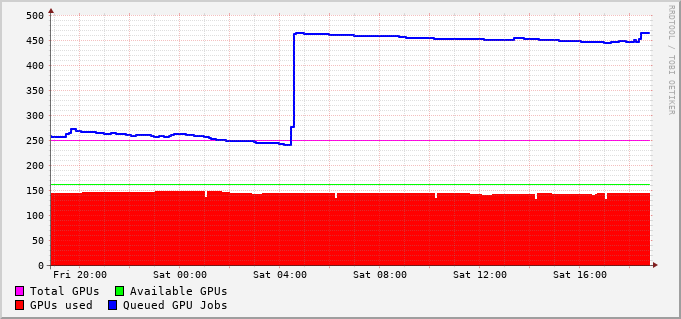 500
450
400
350
300
250
200
150
100
50
0
Fri 20:00 Sat 00:00 Sat 04:00 Sat 08:00 Sat 12:00 Sat 16:00
Total GPUs Available GPUs
GPUs used Queued GPU Jobs
RRDTOOL / TOBI OETIKER